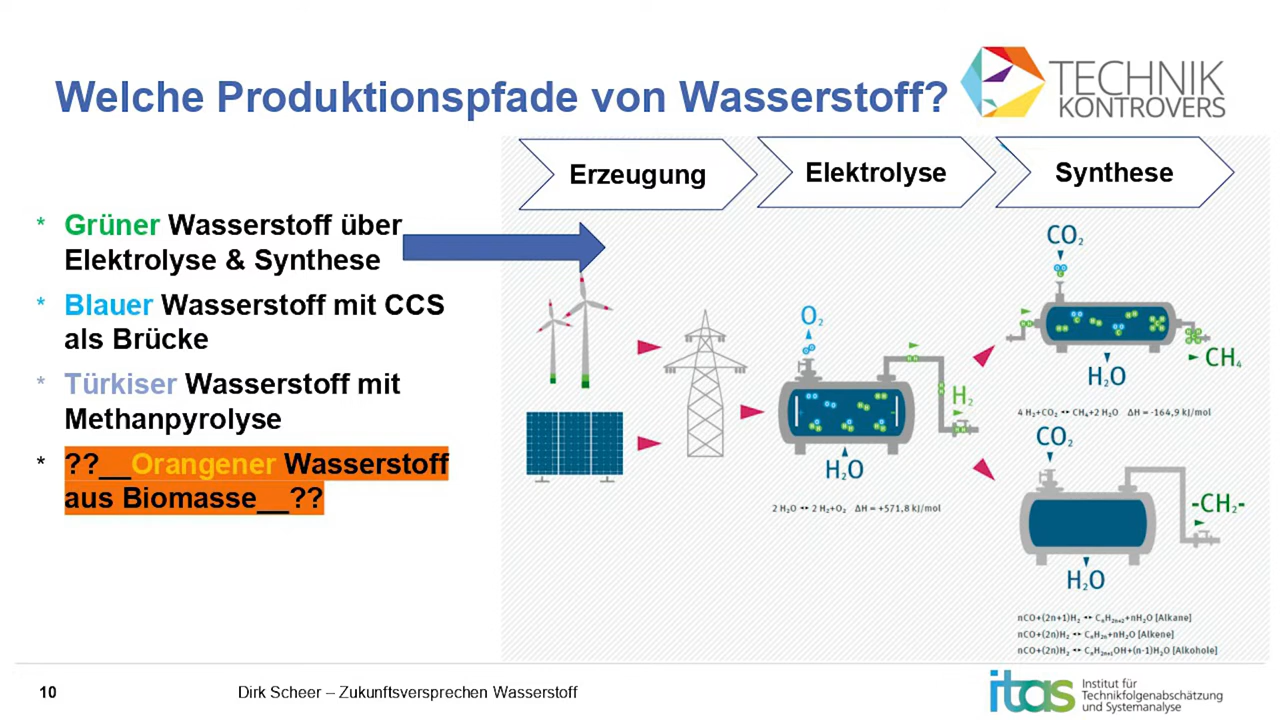 Welche Produktionspfade von Wasserstoff?
TECHNIK
KONTROVERS
Erzeugung
Elektrolyse
Synthese
* Grüner Wasserstoff über
Elektrolyse & Synthese
* Blauer Wasserstoff mit CCS
als Brücke
* Türkiser Wasserstoff mit
Methanpyrolyse
* ??__Orangener Wasserstoff
aus Biomasse__??
O₂
H₂
H₂O
2 H₂O ↔ 2 H₂+O₂ ΔH = +571,8 kJ/mol
CO₂
CH₄
H₂O
4 H₂+CO₂ ↔ CH₄+2 H₂O ΔH = -164,9 kJ/mol
CO₂
-CH₂-
H₂O
nCO+(2n+1)H₂ ↔ CₙH₂ₙ₊₂+nH₂O [Alkane]
nCO+(2n)H₂ ↔ CₙH₂ₙ+nH₂O [Alkene]
nCO+(2n)H₂ ↔ CₙH₂ₙ₊₁OH+(n-1)H₂O [Alkohole]
10
Dirk Scheer – Zukunftsversprechen Wasserstoff
itas
Institut für
Technikfolgenabschätzung
und Systemanalyse